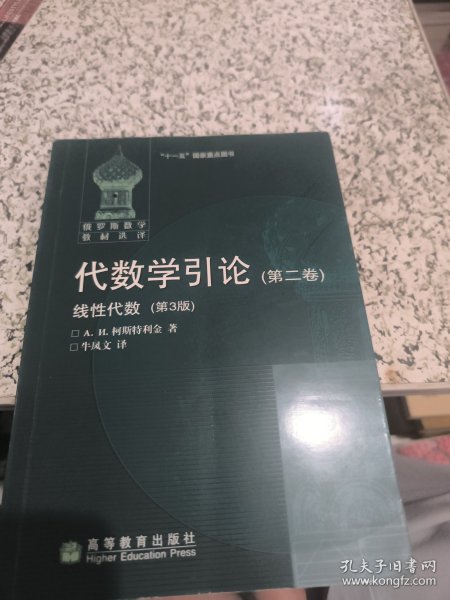 "十一五"国家重点图书
俄罗斯数学
教材选译
代数学引论(第二卷)
线性代数 (第3版)
□ А. И. 柯斯特利金 著
□ 牛凤文 译
高等教育出版社
Higher Education Press
孔夫子旧书网
www.kongfz.com